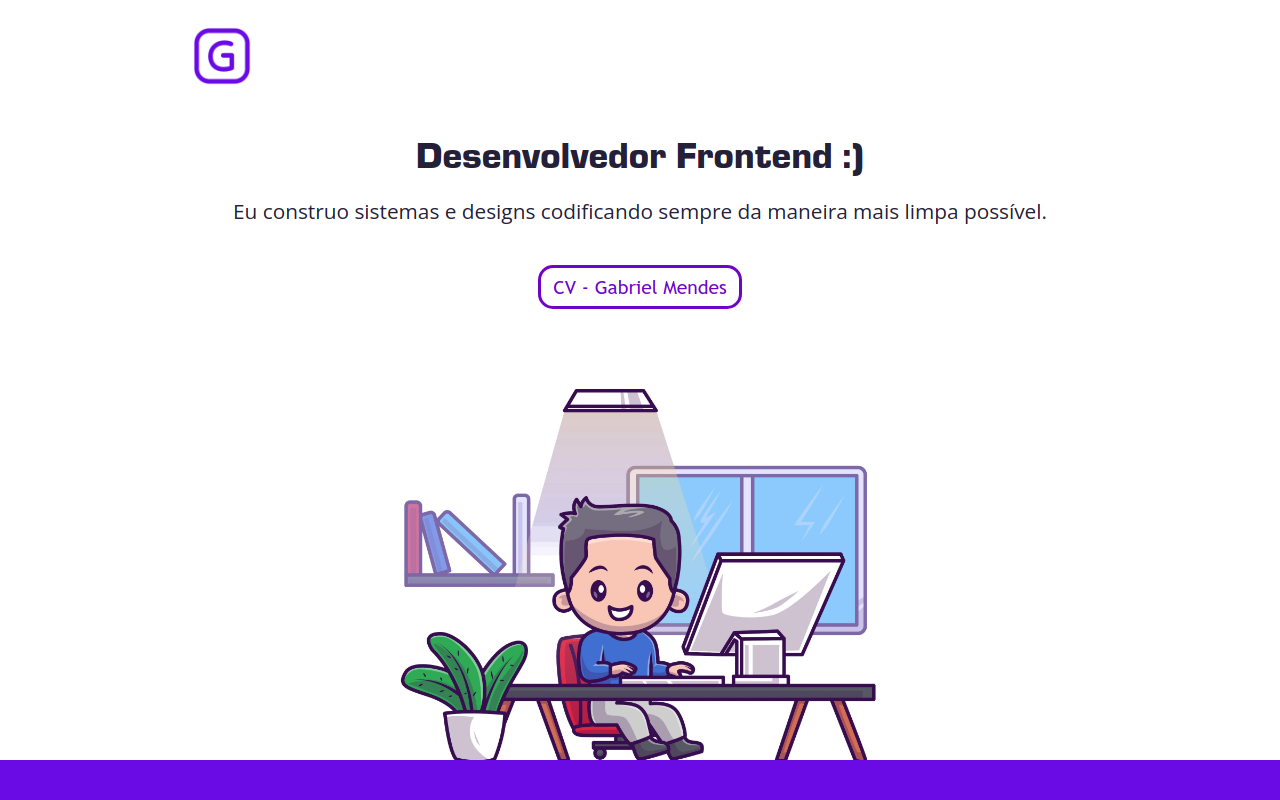 G
Desenvolvedor Frontend :)
Eu construo sistemas e designs codificando sempre da maneira mais limpa possível.
CV - Gabriel Mendes